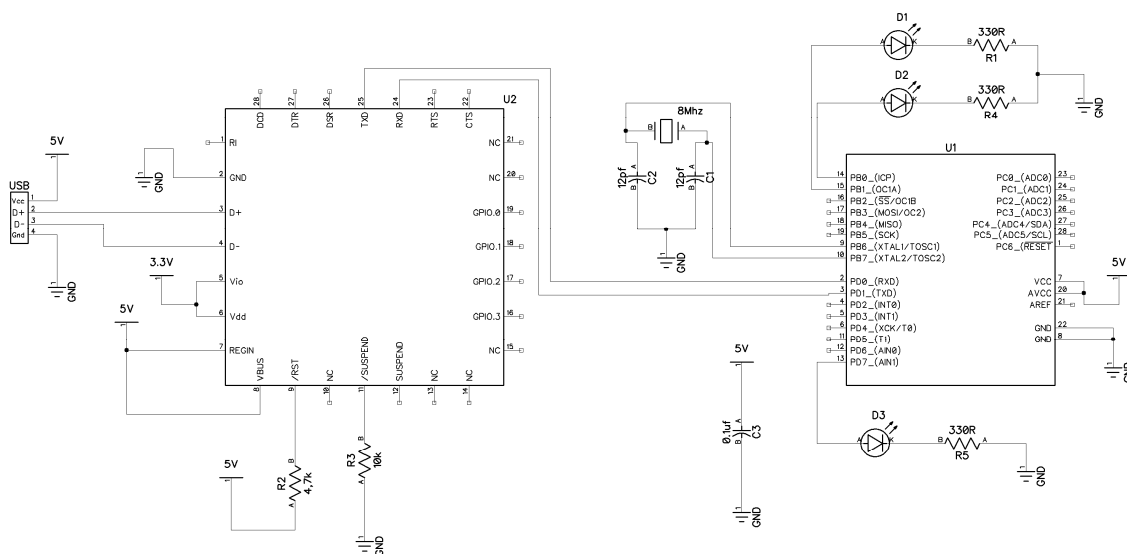 D1
A K
330R
B A
R1
D2
A K
330R
B A
R4
1
GND
8Mhz
B A
A
B
12pf
C2
A
B
12pf
C1
1
GND
U2
28 27 26 25 24 23 22
DCD DTR DSR TXD RXD RTS CTS
1 RI
2 GND
3 D+
4 D-
5 Vio
6 Vdd
7 REGIN
NC 21
NC 20
GPIO.0 19
GPIO.1 18
GPIO.2 17
GPIO.3 16
NC 15
VBUS /RST NC /SUSPEND SUSPEND NC NC
8 9 10 11 12 13 14
5V
1
USB
Vcc 1
D+ 2
D- 3
Gnd 4
1
GND
1
GND
3.3V
1
5V
1
5V
1
B
R2
4,7k
A
B
R3
10k
A
1
GND
U1
14 PB0_(ICP)
15 PB1_(OC1A)
16 PB2_(SS/OC1B
17 PB3_(MOSI/OC2)
18 PB4_(MISO)
19 PB5_(SCK)
9 PB6_(XTAL1/TOSC1)
10 PB7_(XTAL2/TOSC2)
2 PD0_(RXD)
3 PD1_(TXD)
4 PD2_(INT0)
5 PD3_(INT1)
6 PD4_(XCK/T0)
11 PD5_(T1)
12 PD6_(AIN0)
13 PD7_(AIN1)
PC0_(ADC0) 23
PC1_(ADC1) 24
PC2_(ADC2) 25
PC3_(ADC3) 26
PC4_(ADC4/SDA) 27
PC5_(ADC5/SCL) 28
PC6_(RESET 1
VCC 7
AVCC 20
AREF 21
GND 22
GND 8
5V
1
1
GND
5V
1
A
B
0.1uf
C3
1
GND
D3
A K
330R
B A
R5
1
GND